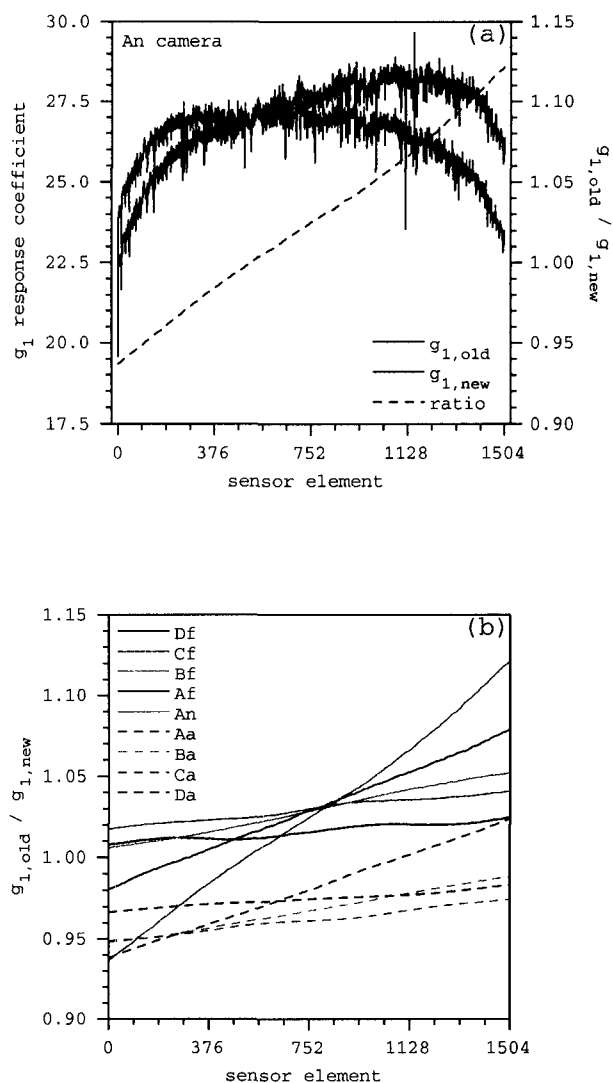 An camera
(a)
30.0
27.5
25.0
22.5
20.0
17.5
g1 response coefficient
1.15
1.10
1.05
1.00
0.95
0.90
g1,old / g1,new
g1,old
g1,new
ratio
0 376 752 1128 1504
sensor element
(b)
1.15
1.10
1.05
1.00
0.95
0.90
g1,old / g1,new
Df
Cf
Bf
Af
An
Aa
Ba
Ca
Da
0 376 752 1128 1504
sensor element